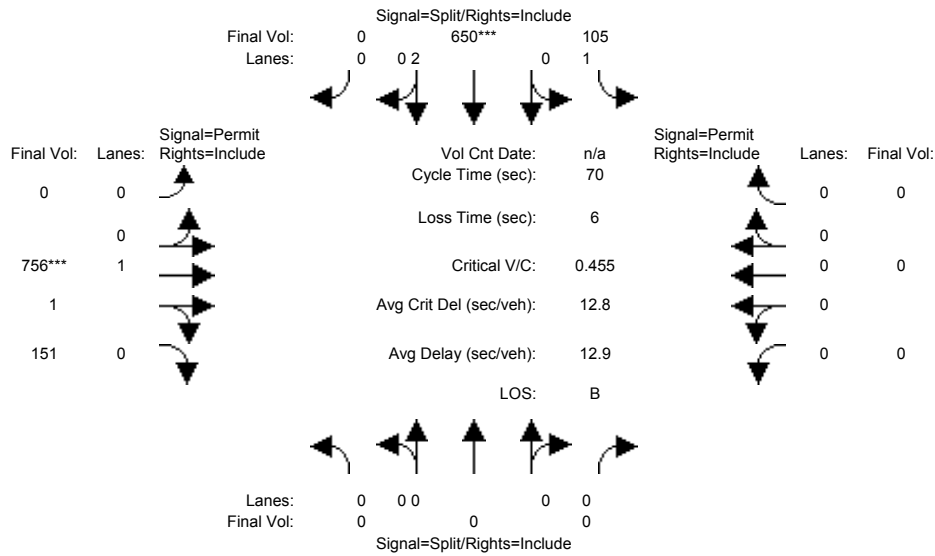 Signal=Split/Rights=Include
Final Vol: 0 650*** 105
Lanes: 0 0 2 0 1
Signal=Permit Signal=Permit
Final Vol: Lanes: Rights=Include Vol Cnt Date: n/a Rights=Include Lanes: Final Vol:
Cycle Time (sec): 70
0 0 0 0
Loss Time (sec): 6
0 0
756*** 1 Critical V/C: 0.455 0 0
1 Avg Crit Del (sec/veh): 12.8 0
151 0 Avg Delay (sec/veh): 12.9 0 0
LOS: B
Lanes: 0 0 0 0 0
Final Vol: 0 0 0
Signal=Split/Rights=Include